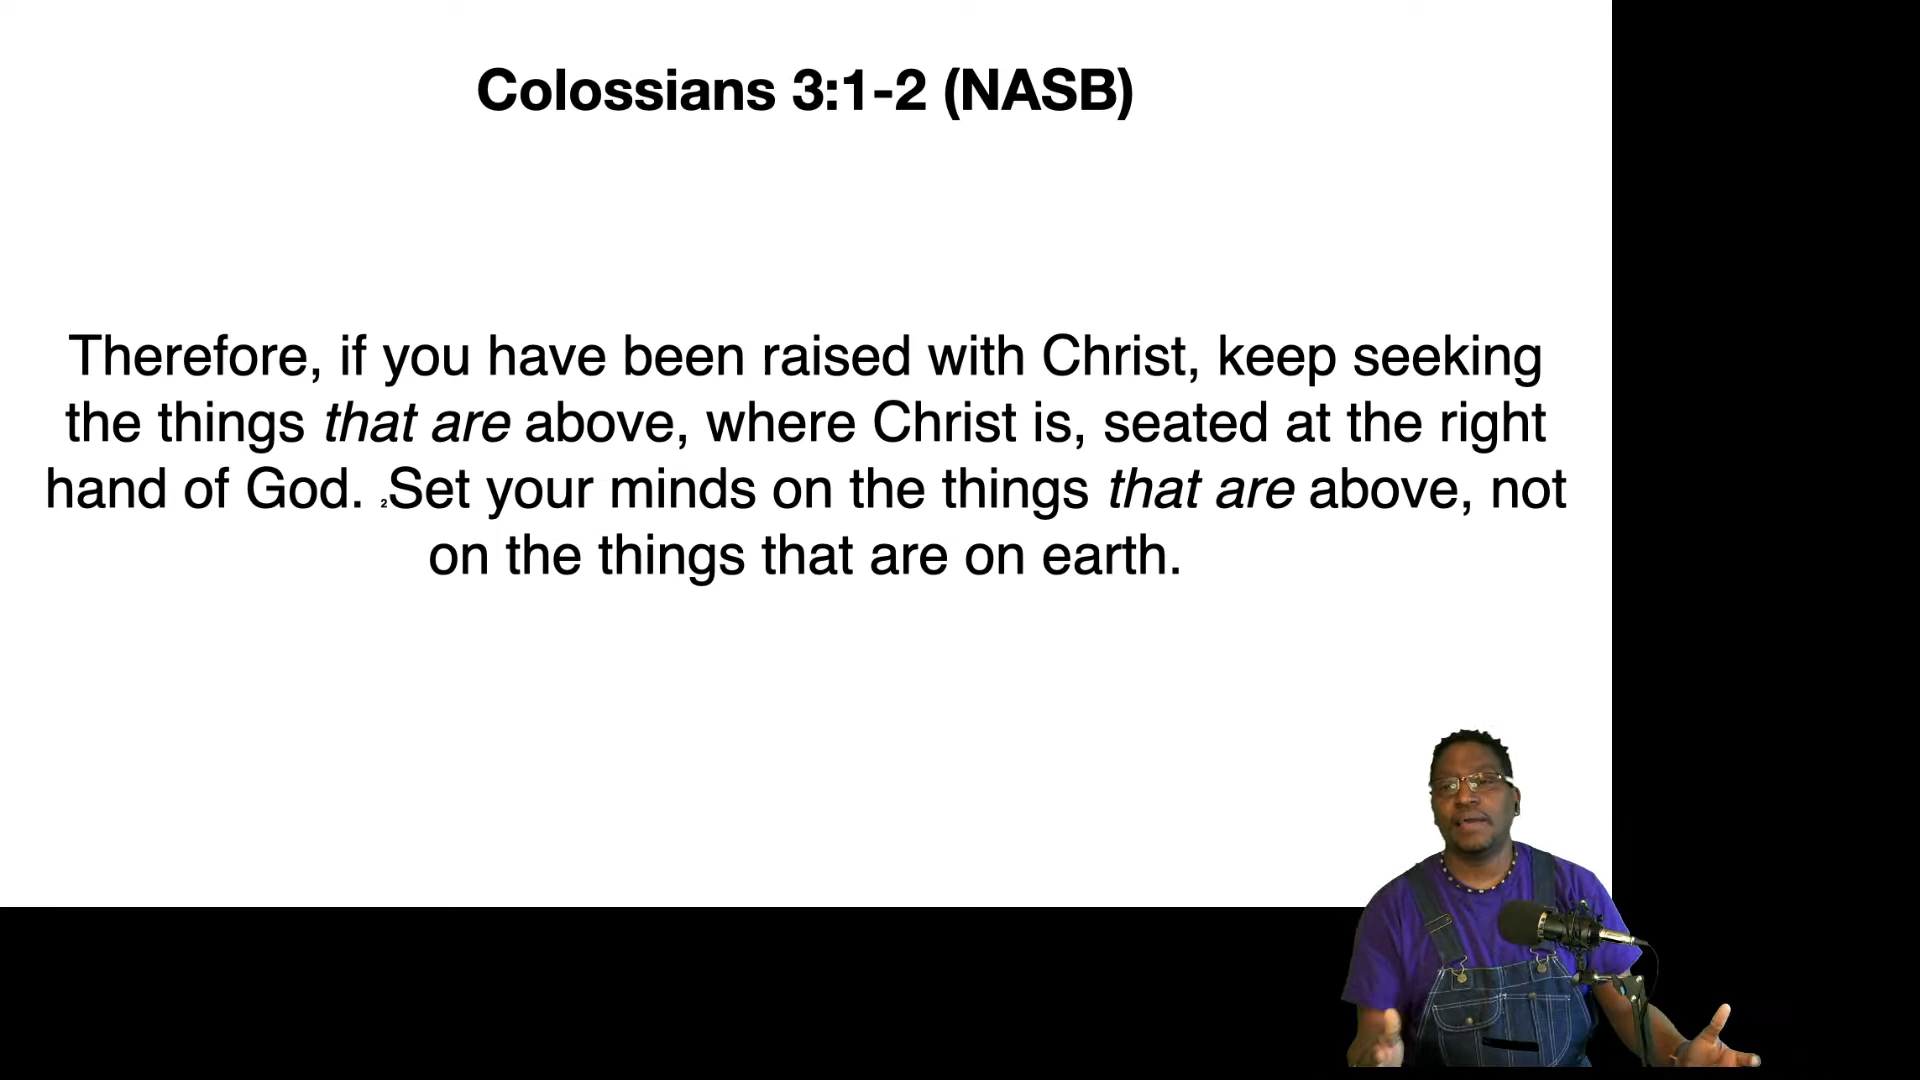 Colossians 3:1-2 (NASB)
Therefore, if you have been raised with Christ, keep seeking
the things that are above, where Christ is, seated at the right
hand of God. 2Set your minds on the things that are above, not
on the things that are on earth.